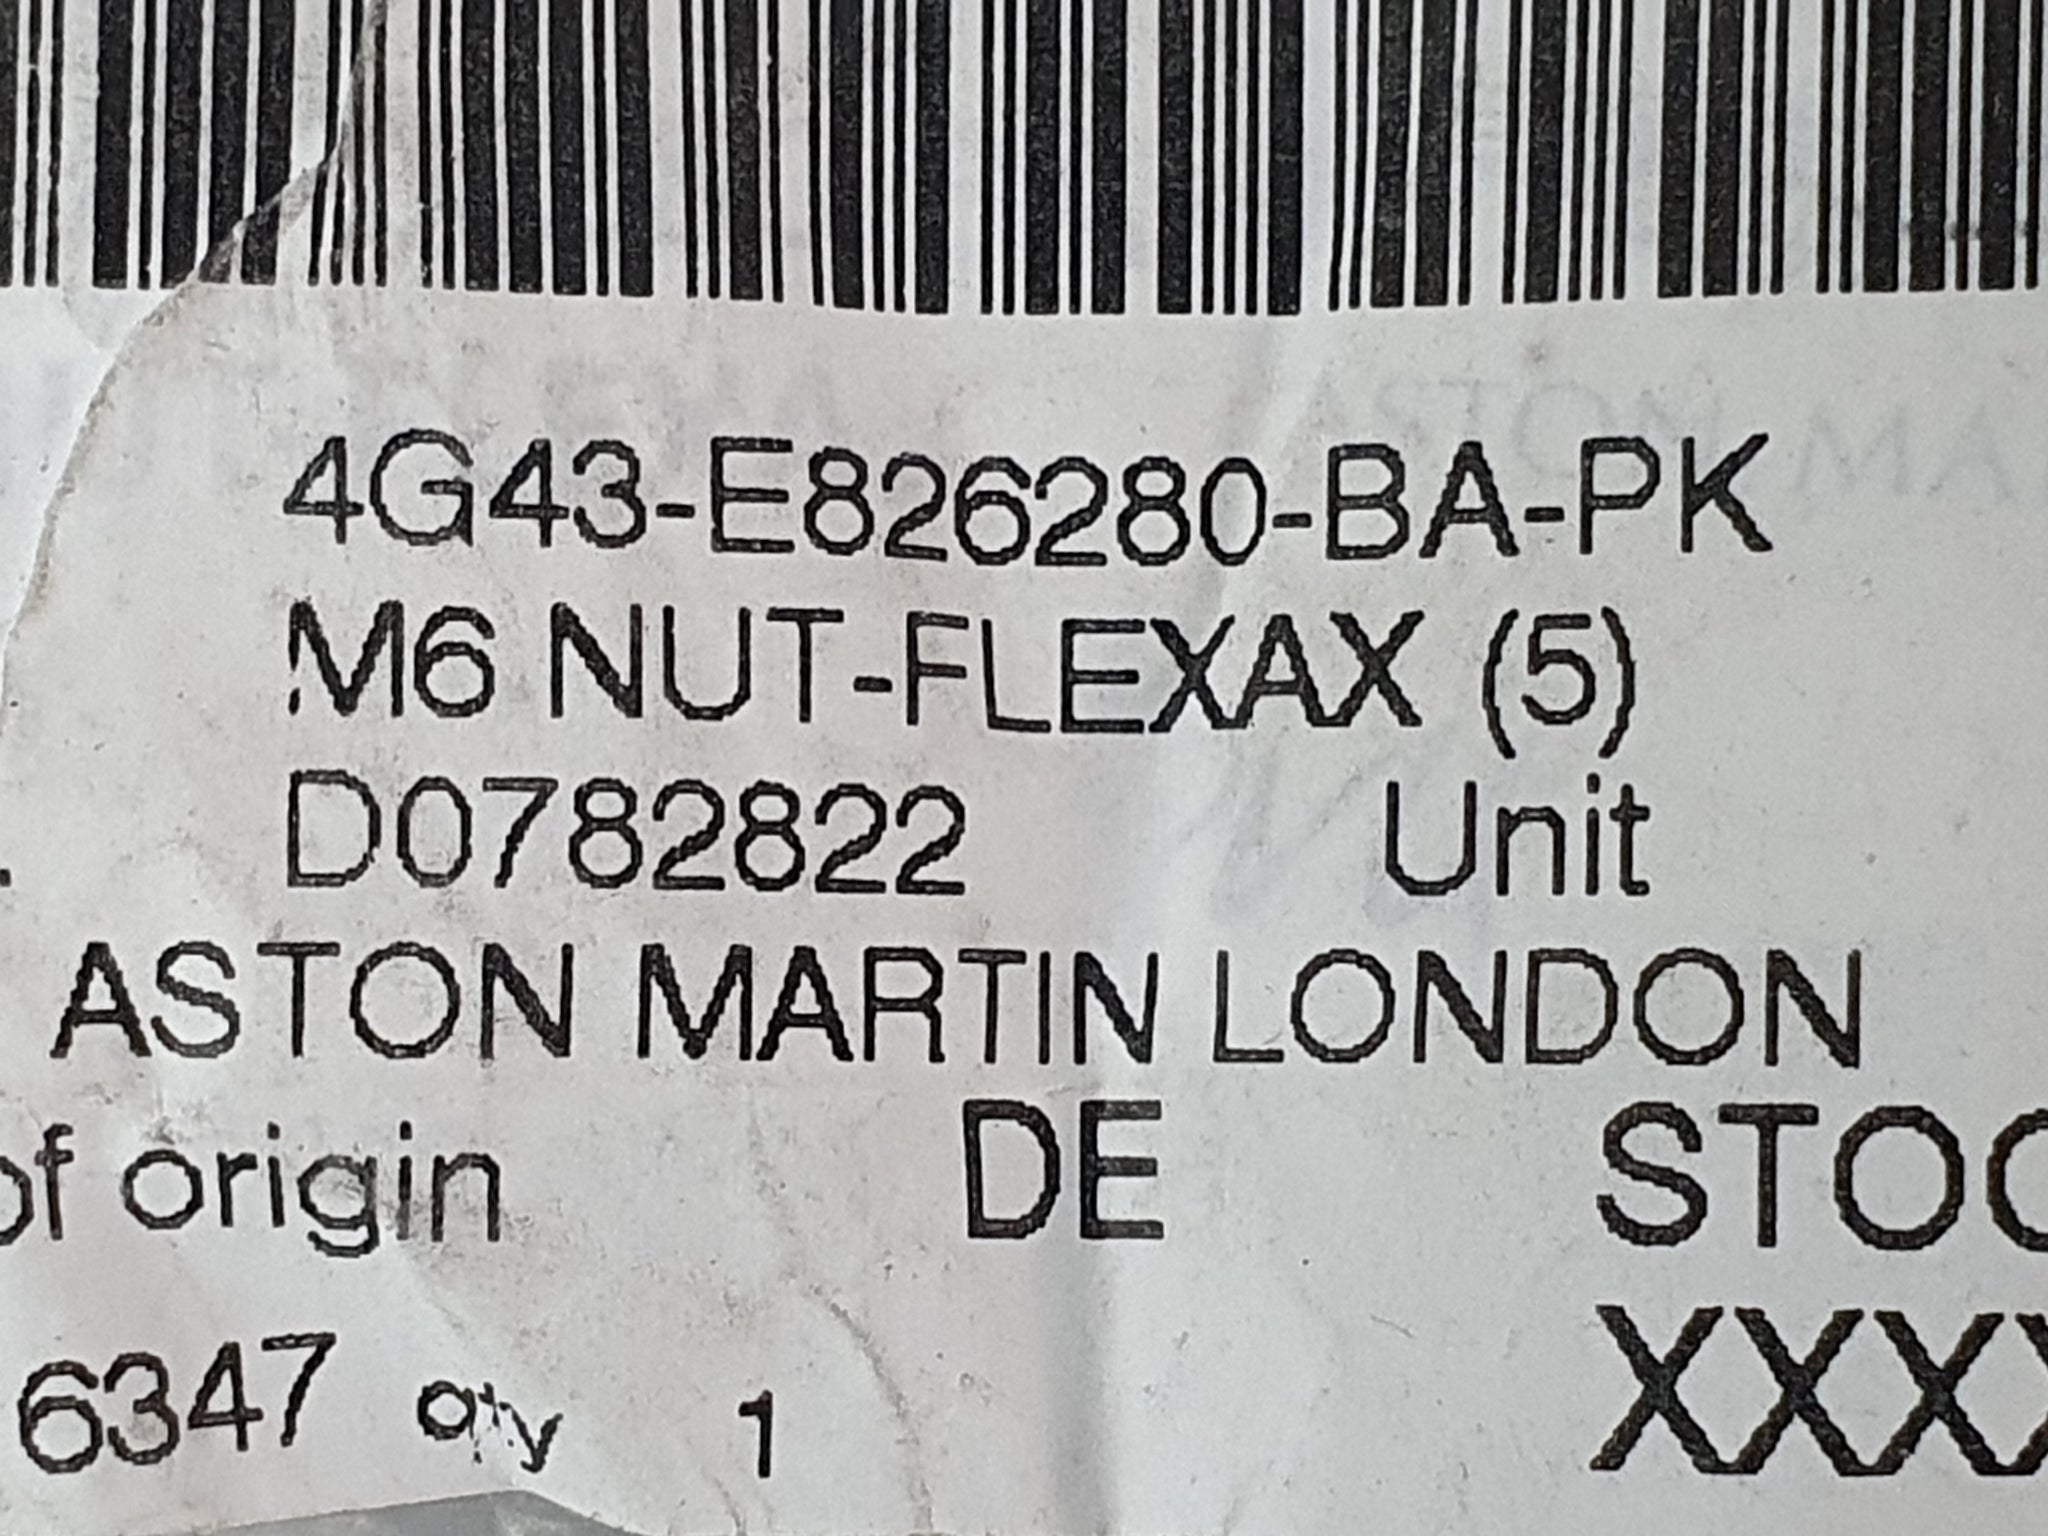 4G43-E826280-BA-PK
M6 NUT-FLEXAX (5)
D0782822 Unit
ASTON MARTIN LONDON
of origin DE STOC
6347 qty 1 XXXX